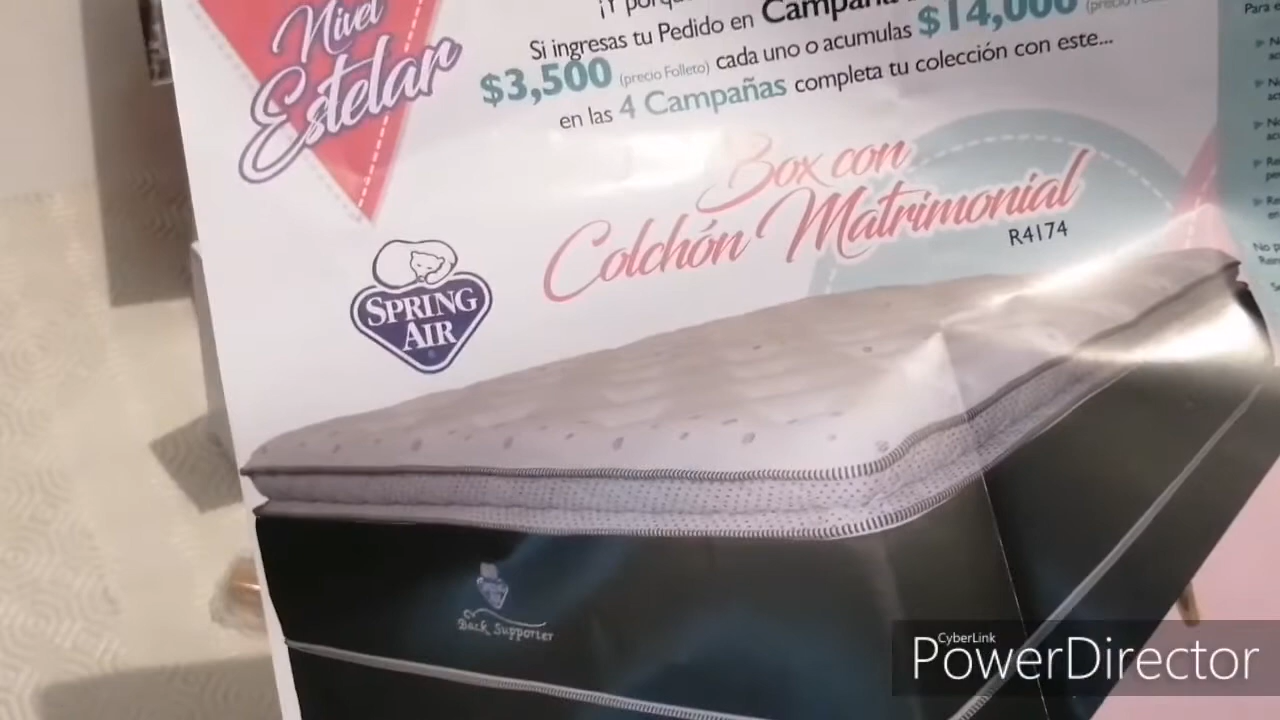 Nivel
Estelar
¡Y
Si ingresas tu Pedido en Campaña
$3,500 (precio Folleto) cada uno o acumulas $14,000
en las 4 Campañas completa tu colección con este...
Box con
Colchón Matrimonial
R4174
SPRING
AIR
Back Supporter
Para
No
CyberLink
PowerDirector